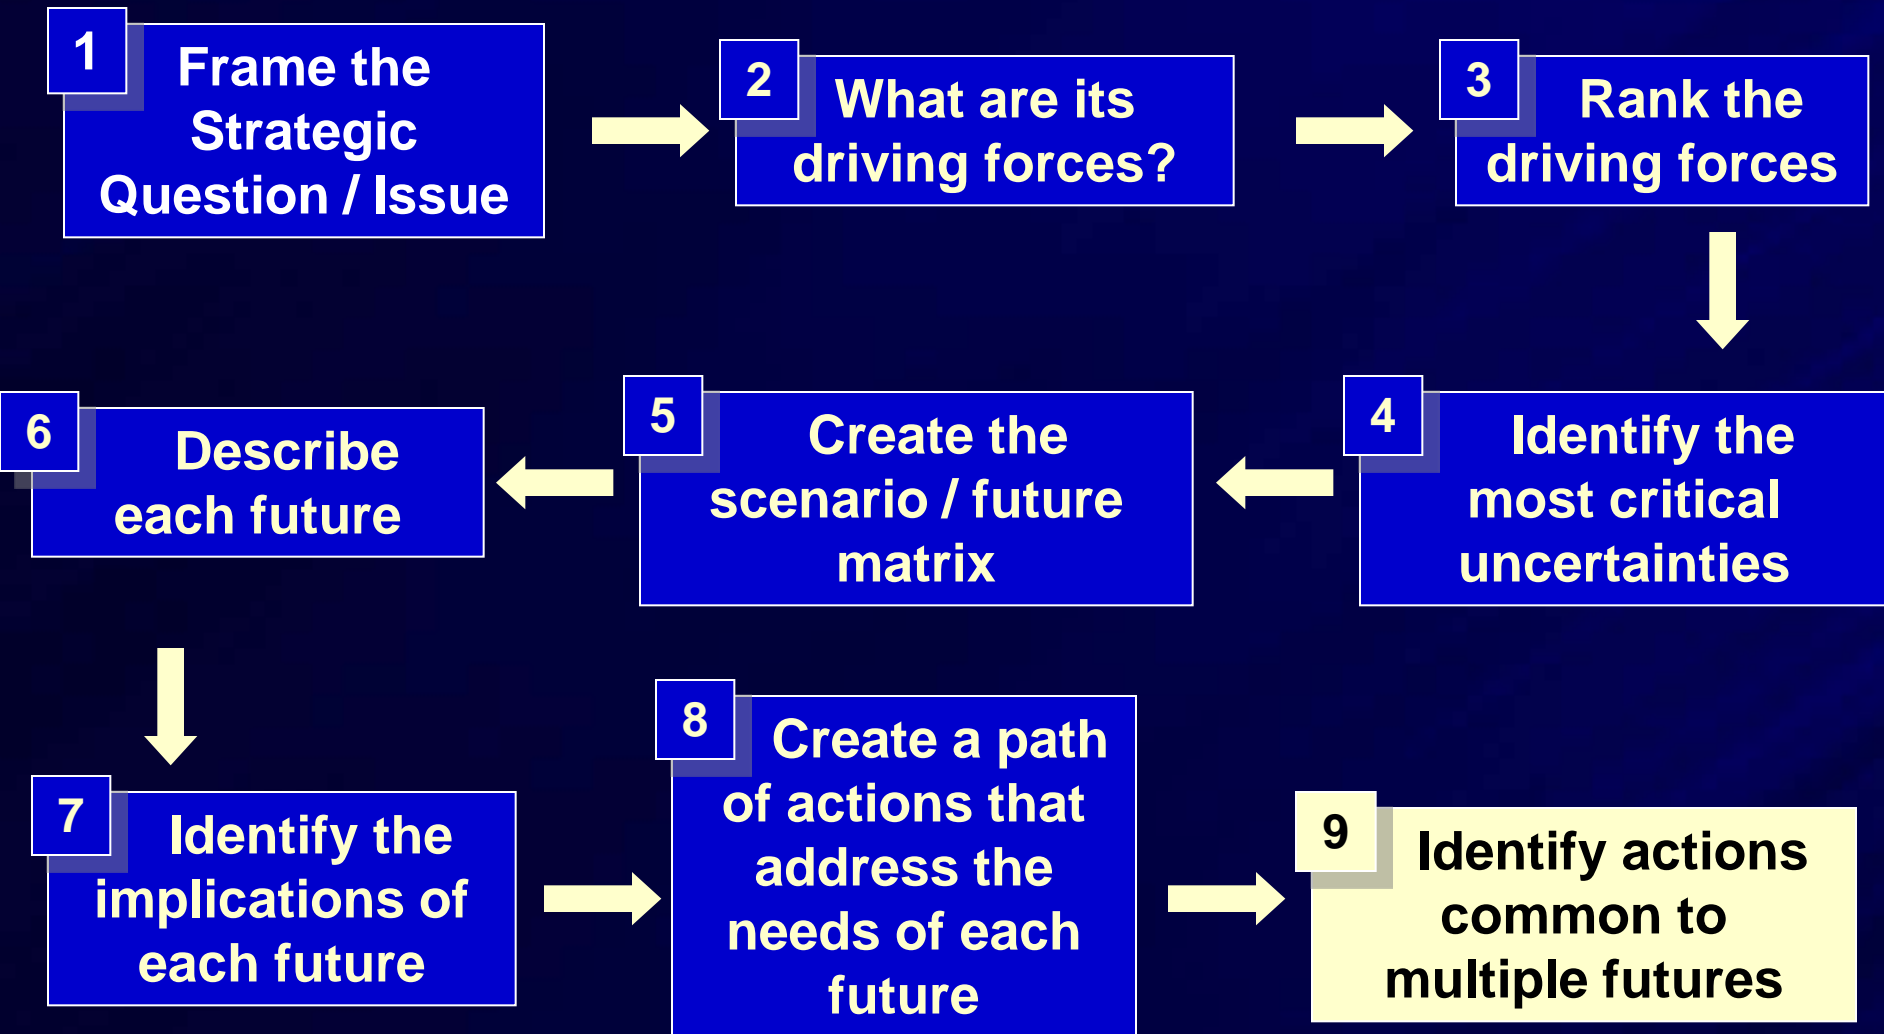 1
Frame the
Strategic
Question / Issue
2
What are its
driving forces?
3
Rank the
driving forces
4
Identify the
most critical
uncertainties
5
Create the
scenario / future
matrix
6
Describe
each future
7
Identify the
implications of
each future
8
Create a path
of actions that
address the
needs of each
future
9
Identify actions
common to
multiple futures